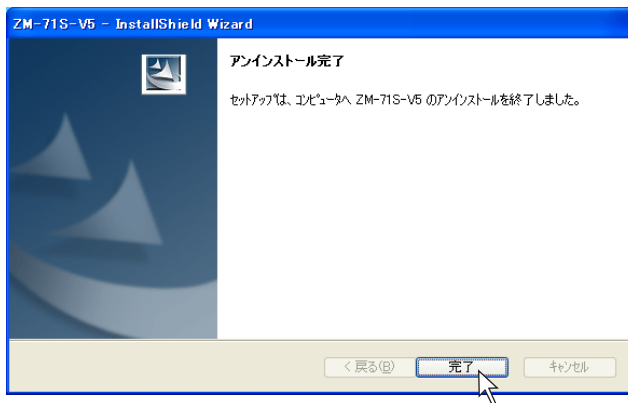 ZM-71S-V5 - InstallShield Wizard
アンインストール完了
セットアップは、コンピュータへ ZM-71S-V5 のアンインストールを終了しました。
< 戻る(B)
完了
キャンセル